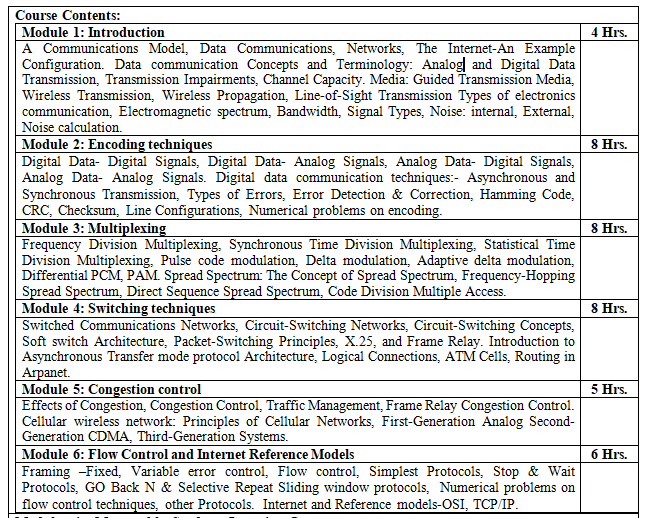 Course Contents:
Module 1: Introduction 4 Hrs.
A Communications Model, Data Communications, Networks, The Internet-An Example
Configuration. Data communication Concepts and Terminology: Analog and Digital Data
Transmission, Transmission Impairments, Channel Capacity. Media: Guided Transmission Media,
Wireless Transmission, Wireless Propagation, Line-of-Sight Transmission Types of electronics
communication, Electromagnetic spectrum, Bandwidth, Signal Types, Noise: internal, External,
Noise calculation.
Module 2: Encoding techniques 8 Hrs.
Digital Data- Digital Signals, Digital Data- Analog Signals, Analog Data- Digital Signals,
Analog Data- Analog Signals. Digital data communication techniques:- Asynchronous and
Synchronous Transmission, Types of Errors, Error Detection & Correction, Hamming Code,
CRC, Checksum, Line Configurations, Numerical problems on encoding.
Module 3: Multiplexing 8 Hrs.
Frequency Division Multiplexing, Synchronous Time Division Multiplexing, Statistical Time
Division Multiplexing, Pulse code modulation, Delta modulation, Adaptive delta modulation,
Differential PCM, PAM. Spread Spectrum: The Concept of Spread Spectrum, Frequency-Hopping
Spread Spectrum, Direct Sequence Spread Spectrum, Code Division Multiple Access.
Module 4: Switching techniques 8 Hrs.
Switched Communications Networks, Circuit-Switching Networks, Circuit-Switching Concepts,
Soft switch Architecture, Packet-Switching Principles, X.25, and Frame Relay. Introduction to
Asynchronous Transfer mode protocol Architecture, Logical Connections, ATM Cells, Routing in
Arpanet.
Module 5: Congestion control 5 Hrs.
Effects of Congestion, Congestion Control, Traffic Management, Frame Relay Congestion Control.
Cellular wireless network: Principles of Cellular Networks, First-Generation Analog Second-
Generation CDMA, Third-Generation Systems.
Module 6: Flow Control and Internet Reference Models 6 Hrs.
Framing –Fixed, Variable error control, Flow control, Simplest Protocols, Stop & Wait
Protocols, GO Back N & Selective Repeat Sliding window protocols, Numerical problems on
flow control techniques, other Protocols. Internet and Reference models-OSI, TCP/IP.